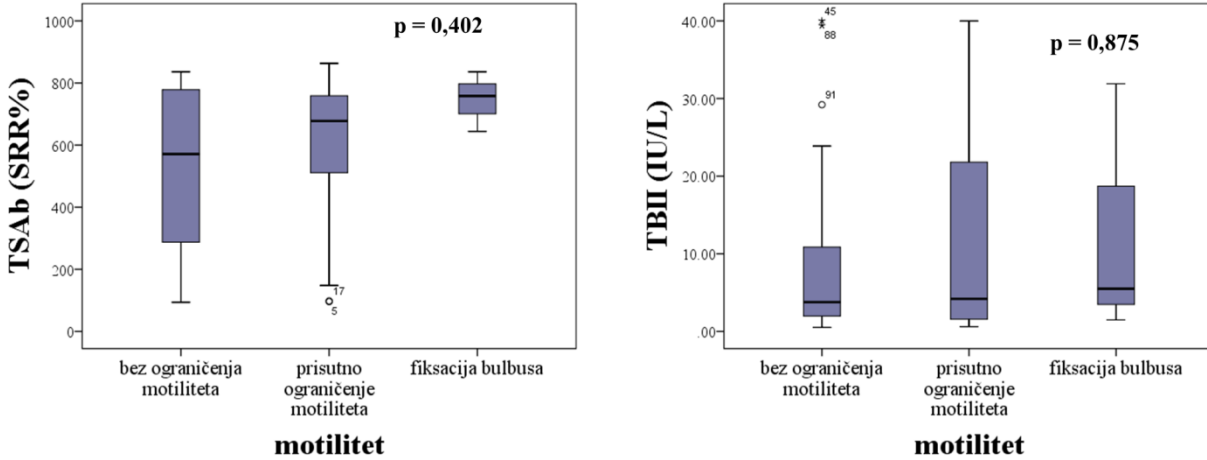 TSAb (SRR%)
1000
800
600
400
200
0
p = 0,402
17
5
bez ograničenja
motiliteta
prisutno
ograničenje
motiliteta
fiksacija bulbusa
motilitet
TBII (IU/L)
40.00
30.00
20.00
10.00
.00
45
88
91
p = 0,875
bez ograničenja
motiliteta
prisutno
ograničenje
motiliteta
fiksacija bulbusa
motilitet